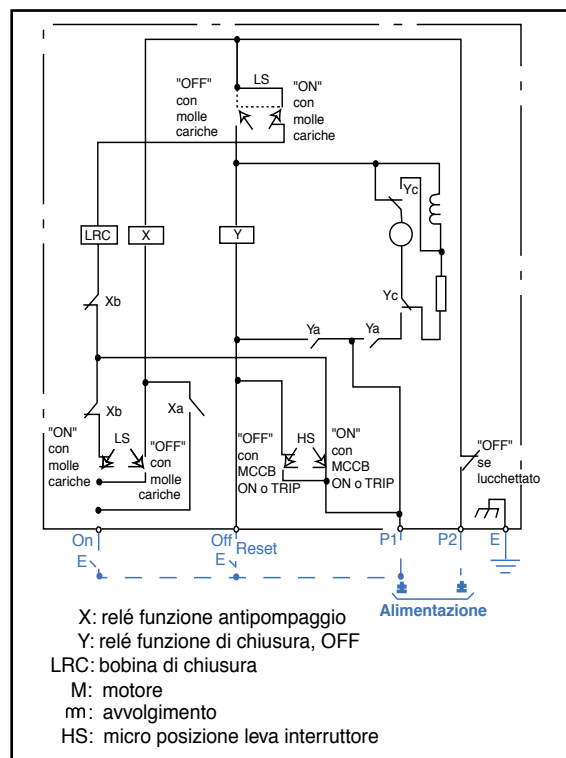 "OFF"
con
molle
cariche
LS
"ON"
con
molle
cariche
Yc
LRC
X
Y
Xb
Yc
Ya
Ya
Xb
Xa
"ON"
con
molle
cariche
LS
"OFF"
con
molle
cariche
"OFF"
con
MCCB
ON o TRIP
HS
"ON"
con
MCCB
ON o TRIP
"OFF"
se
lucchettato
On
Off
Reset
P1
P2
E
E
E
Alimentazione
X: relé funzione antipompaggio
Y: relé funzione di chiusura, OFF
LRC: bobina di chiusura
M: motore
m: avvolgimento
HS: micro posizione leva interruttore